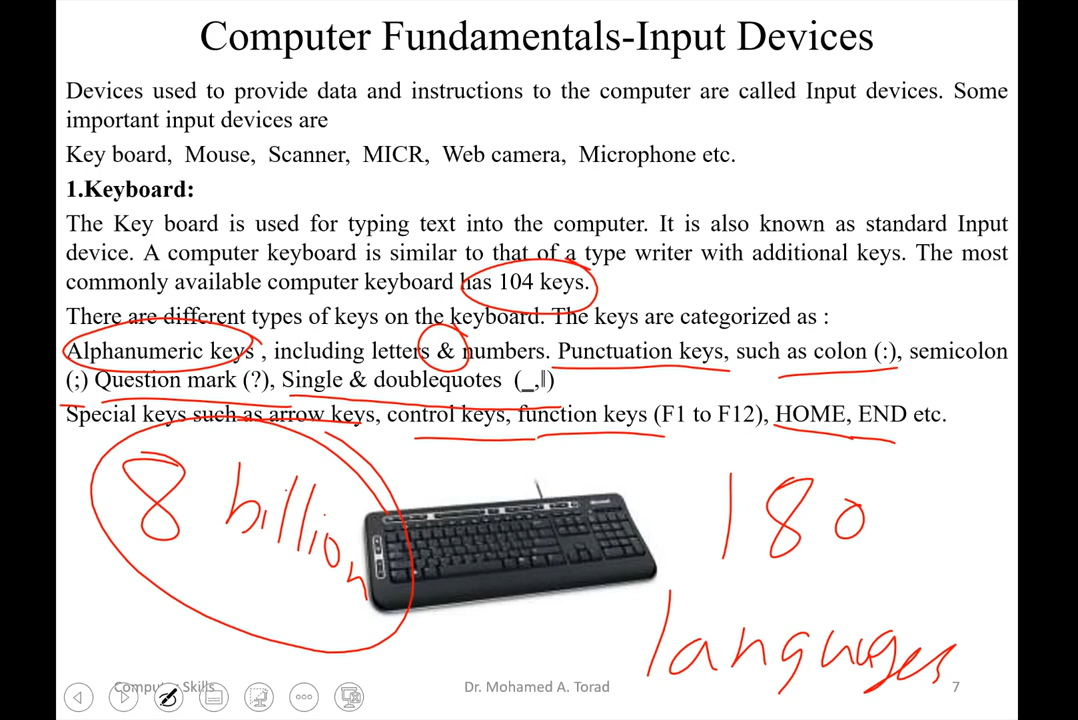 Computer Fundamentals-Input Devices
Devices used to provide data and instructions to the computer are called Input devices. Some
important input devices are
Key board, Mouse, Scanner, MICR, Web camera, Microphone etc.
1.Keyboard:
The Key board is used for typing text into the computer. It is also known as standard Input
device. A computer keyboard is similar to that of a type writer with additional keys. The most
commonly available computer keyboard has 104 keys.
There are different types of keys on the keyboard. The keys are categorized as :
Alphanumeric keys , including letters & numbers. Punctuation keys, such as colon (:), semicolon
(;) Question mark (?), Single & doublequotes (_,‖)
Special keys such as arrow keys, control keys, function keys (F1 to F12), HOME, END etc.
8 billion
180
languages
Computer Skills
Dr. Mohamed A. Torad
7